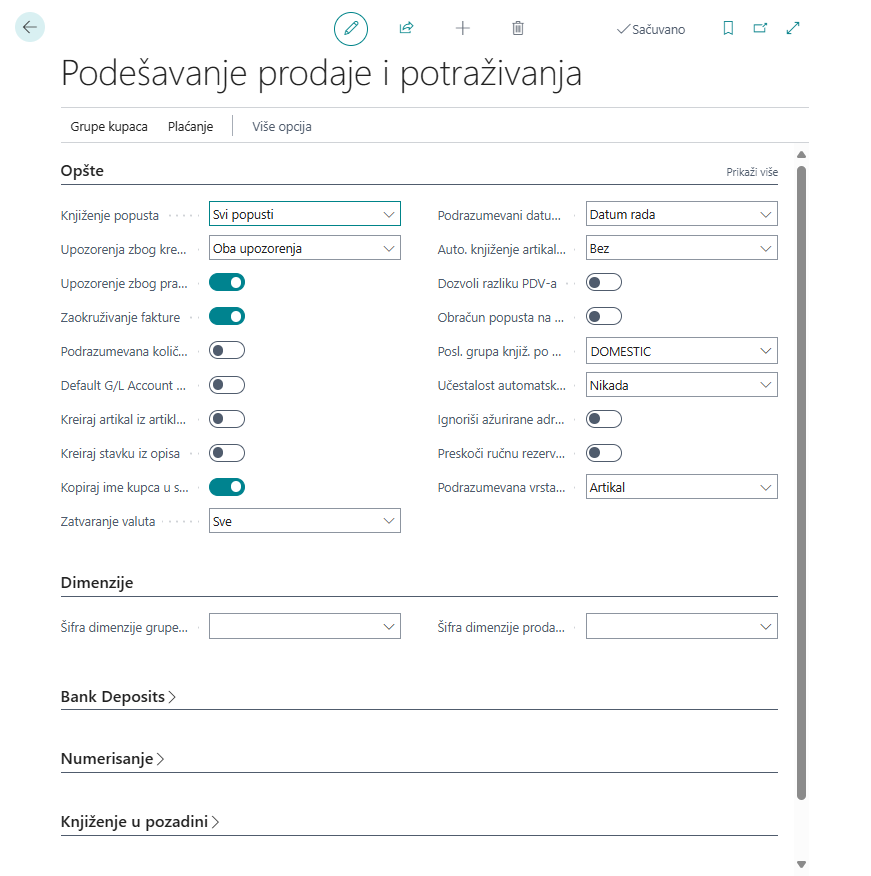 Sačuvano
Podešavanje prodaje i potraživanja
Grupe kupaca Plaćanje Više opcija
Opšte Prikaži više
Knjiženje popusta Svi popusti
Upozorenja zbog kre... Oba upozorenja
Upozorenje zbog pra...
Zaokruživanje fakture
Podrazumevana količ...
Default G/L Account ...
Kreiraj artikal iz artikl...
Kreiraj stavku iz opisa
Kopiraj ime kupca u s...
Zatvaranje valuta Sve
Podrazumevani datu... Datum rada
Auto. knjiženje artikal... Bez
Dozvoli razliku PDV-a
Obračun popusta na ...
Posl. grupa knjiž. po ... DOMESTIC
Učestalost automatsk... Nikada
Ignoriši ažurirane adr...
Preskoči ručnu rezerv...
Podrazumevana vrsta... Artikal
Dimenzije
Šifra dimenzije grupe...
Šifra dimenzije proda...
Bank Deposits
Numerisanje
Knjiženje u pozadini